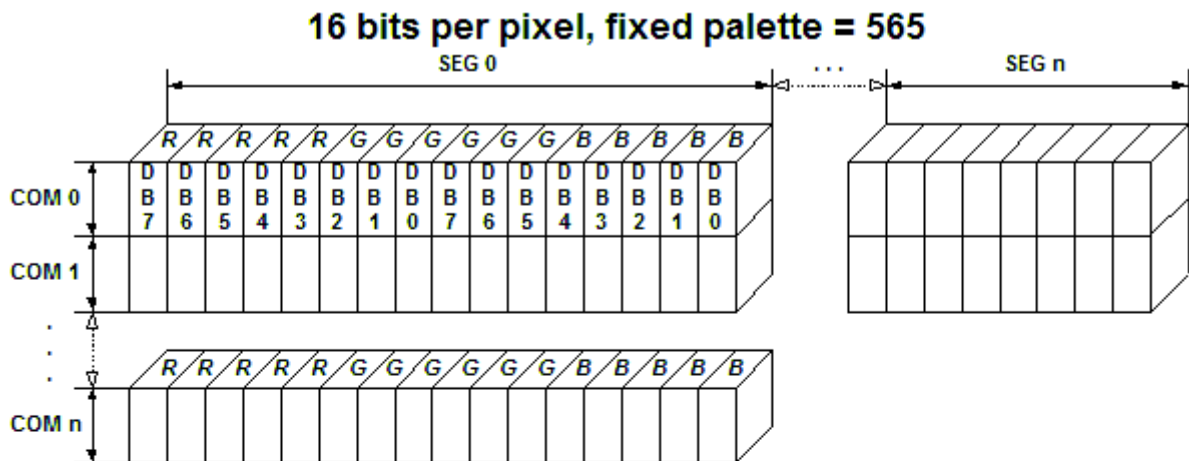 16 bits per pixel, fixed palette = 565
SEG 0 . . . SEG n
R R R R R G G G G G G B B B B B
COM 0
D D D D D D D D D D D D D D D D
B B B B B B B B B B B B B B B B
7 6 5 4 3 2 1 0 7 6 5 4 3 2 1 0
COM 1
.
.
.
R R R R R G G G G G G B B B B B
COM n